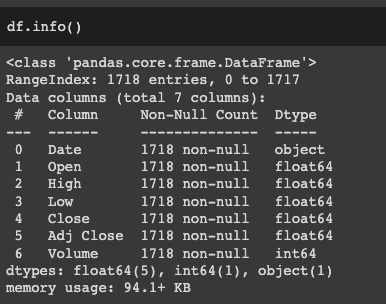 df.info()
<class 'pandas.core.frame.DataFrame'>
RangeIndex: 1718 entries, 0 to 1717
Data columns (total 7 columns):
 #   Column     Non-Null Count  Dtype
---  ------     --------------  -----
 0   Date       1718 non-null   object
 1   Open       1718 non-null   float64
 2   High       1718 non-null   float64
 3   Low        1718 non-null   float64
 4   Close      1718 non-null   float64
 5   Adj Close  1718 non-null   float64
 6   Volume     1718 non-null   int64
dtypes: float64(5), int64(1), object(1)
memory usage: 94.1+ KB